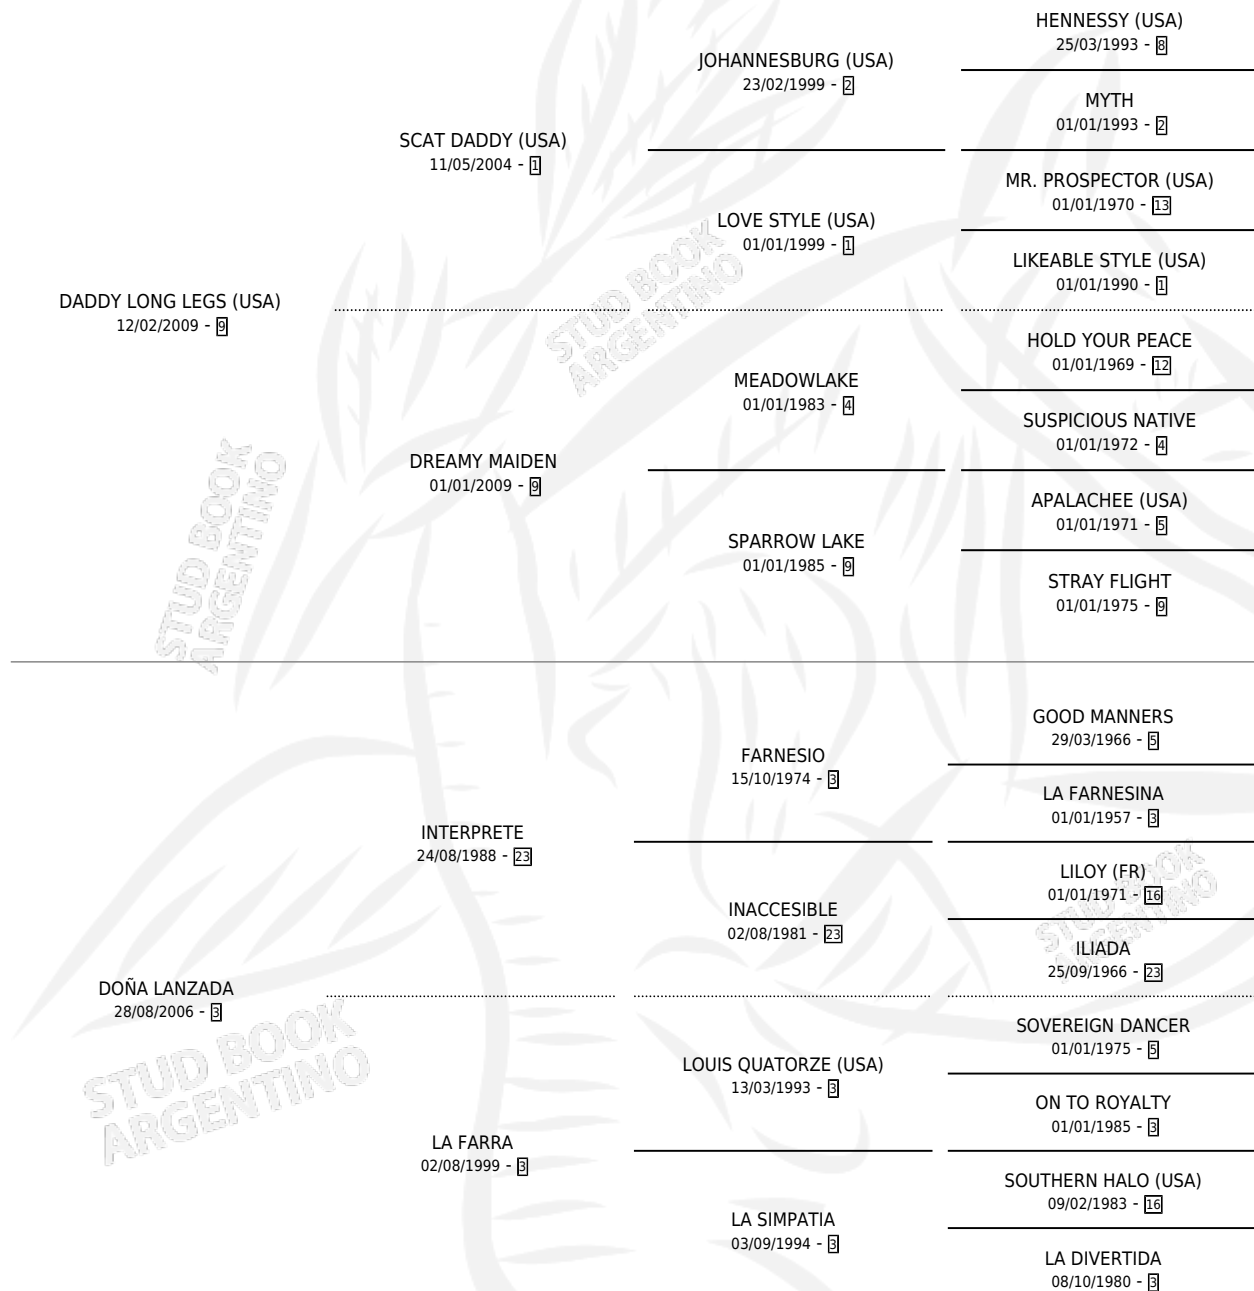 HENNESSY (USA)
25/03/1993 - 8
JOHANNESBURG (USA)
23/02/1999 - 2
MYTH
01/01/1993 - 2
SCAT DADDY (USA)
11/05/2004 - 1
MR. PROSPECTOR (USA)
01/01/1970 - 13
LOVE STYLE (USA)
01/01/1999 - 1
LIKEABLE STYLE (USA)
01/01/1990 - 1
DADDY LONG LEGS (USA)
12/02/2009 - 9
HOLD YOUR PEACE
01/01/1969 - 12
MEADOWLAKE
01/01/1983 - 4
SUSPICIOUS NATIVE
01/01/1972 - 4
DREAMY MAIDEN
01/01/2009 - 9
APALACHEE (USA)
01/01/1971 - 5
SPARROW LAKE
01/01/1985 - 9
STRAY FLIGHT
01/01/1975 - 9
GOOD MANNERS
29/03/1966 - 5
FARNESIO
15/10/1974 - 3
LA FARNESINA
01/01/1957 - 3
INTERPRETE
24/08/1988 - 23
LILOY (FR)
01/01/1971 - 16
INACCESIBLE
02/08/1981 - 23
ILIADA
25/09/1966 - 23
DOÑA LANZADA
28/08/2006 - 3
SOVEREIGN DANCER
01/01/1975 - 5
LOUIS QUATORZE (USA)
13/03/1993 - 3
ON TO ROYALTY
01/01/1985 - 3
LA FARRA
02/08/1999 - 3
SOUTHERN HALO (USA)
09/02/1983 - 16
LA SIMPATIA
03/09/1994 - 3
LA DIVERTIDA
08/10/1980 - 3
STUD BOOK
ARGENTINO
STUD BOOK
ARGENTINO
STUD BOOK
ARGENTINO
STUD BOOK
ARGENTINO